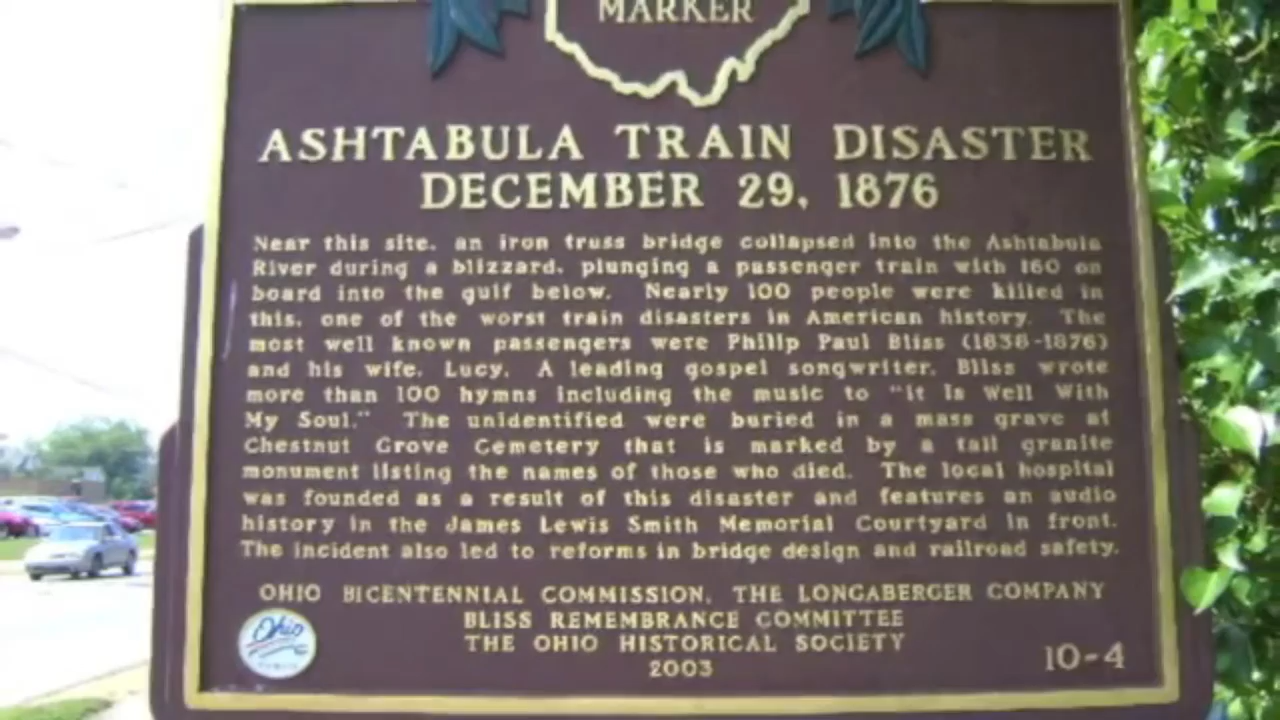 MARKER
ASHTABULA TRAIN DISASTER
DECEMBER 29, 1876
Near this site, an iron truss bridge collapsed into the Ashtabula
River during a blizzard, plunging a passenger train with 160 on
board into the gulf below. Nearly 100 people were killed in
this, one of the worst train disasters in American history. The
most well known passengers were Philip Paul Bliss (1838-1876)
and his wife, Lucy. A leading gospel songwriter, Bliss wrote
more than 100 hymns including the music to "It Is Well With
My Soul." The unidentified were buried in a mass grave at
Chestnut Grove Cemetery that is marked by a tall granite
monument listing the names of those who died. The local hospital
was founded as a result of this disaster and features an audio
history in the James Lewis Smith Memorial Courtyard in front.
The incident also led to reforms in bridge design and railroad safety.
OHIO BICENTENNIAL COMMISSION, THE LONGABERGER COMPANY
BLISS REMEMBRANCE COMMITTEE
THE OHIO HISTORICAL SOCIETY
2003
10-4
Ohio